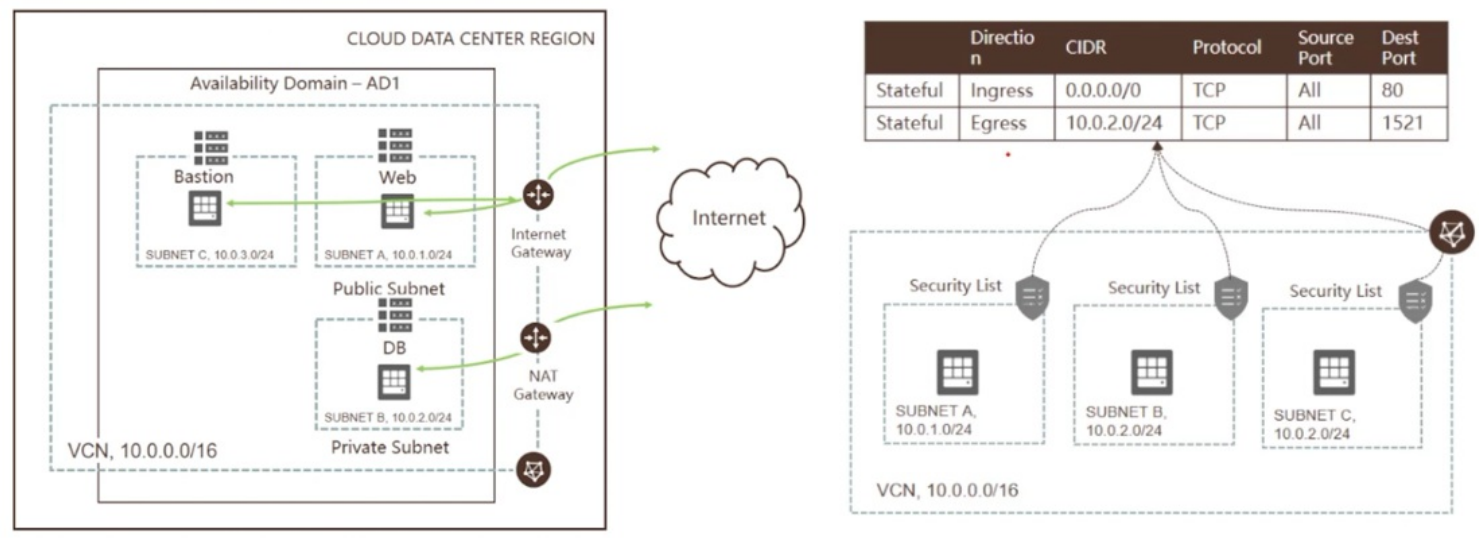 CLOUD DATA CENTER REGION
Availability Domain – AD1
Bastion
SUBNET C, 10.0.3.0/24
Web
SUBNET A, 10.0.1.0/24
Public Subnet
Internet
Gateway
DB
SUBNET B, 10.0.2.0/24
Private Subnet
NAT
Gateway
VCN, 10.0.0.0/16
Internet
Directio
n
CIDR
Protocol
Source
Port
Dest
Port
Stateful Ingress 0.0.0.0/0 TCP All 80
Stateful Egress 10.0.2.0/24 TCP All 1521
Security List
SUBNET A,
10.0.1.0/24
Security List
SUBNET B,
10.0.2.0/24
Security List
SUBNET C,
10.0.2.0/24
VCN, 10.0.0.0/16